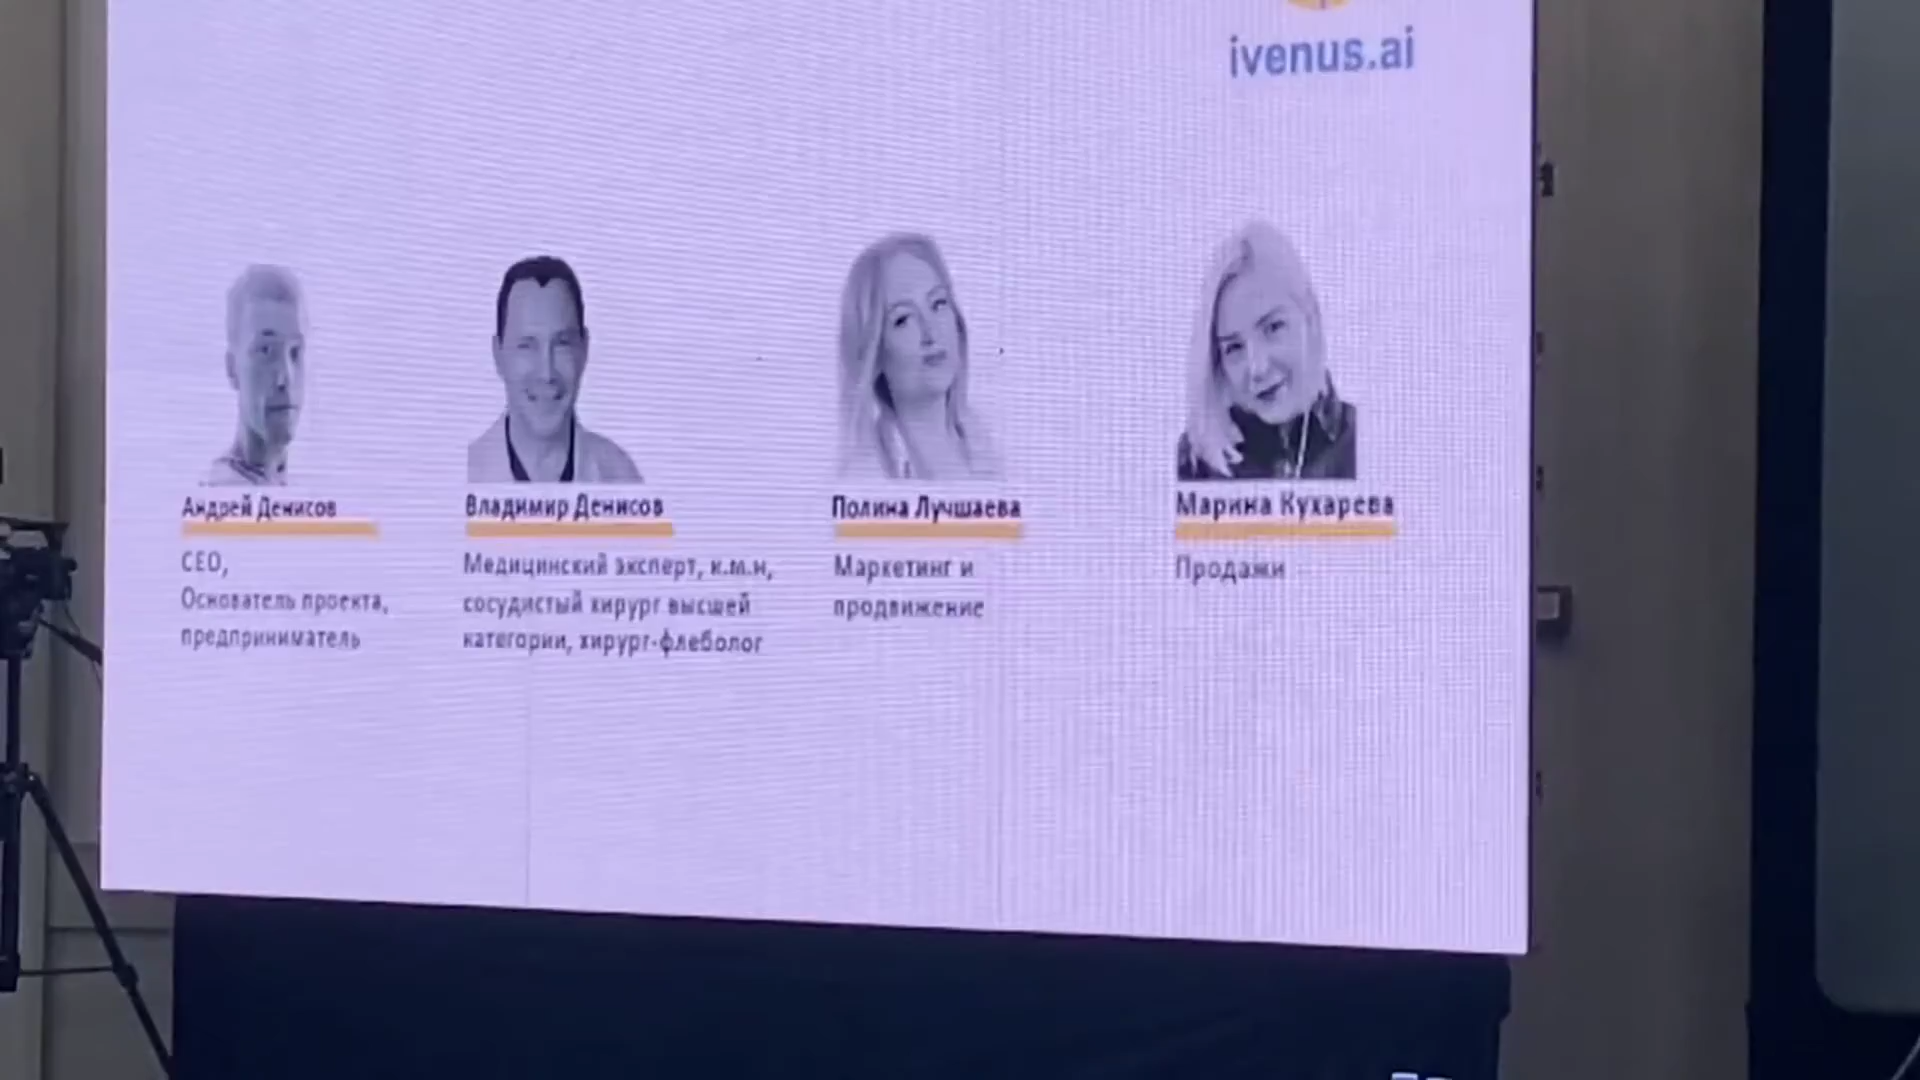 ivenus.ai
Андрей Денисов
Владимир Денисов
Полина Лучшаева
Марина Кухарева
CEO,
Основатель проекта,
предприниматель
Медицинский эксперт, к.м.н,
сосудистый хирург высшей
категории, хирург-флеболог
Маркетинг и
продвижение
Продажи